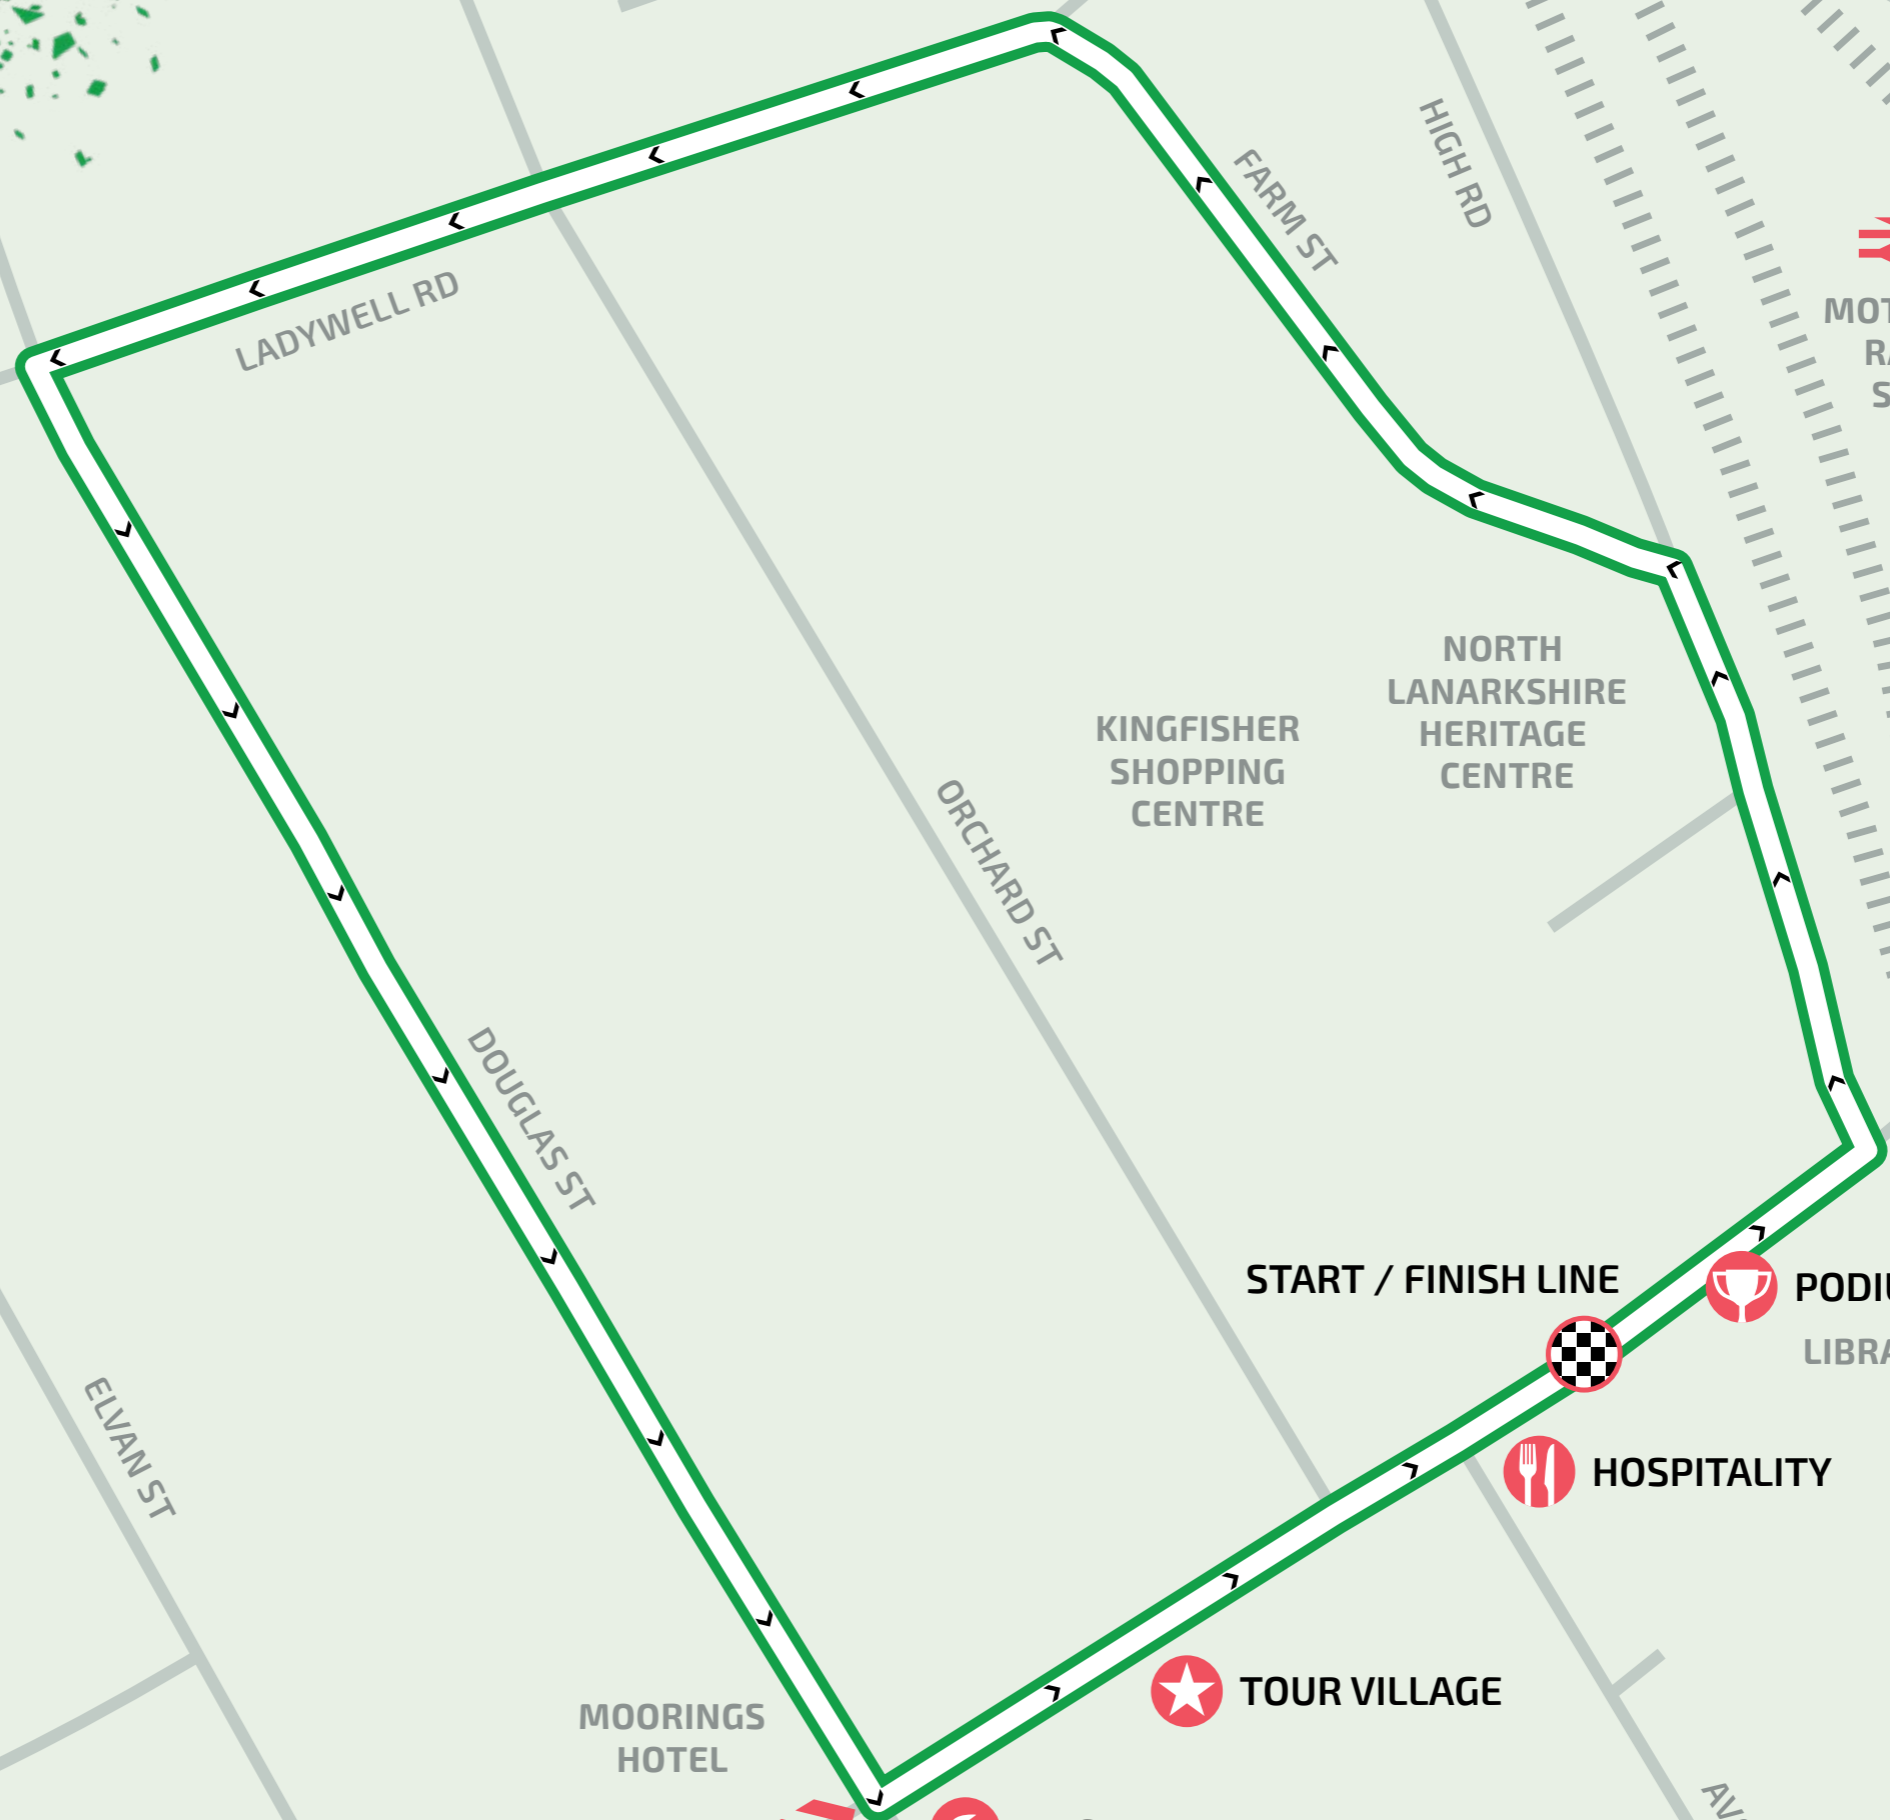 HIGH RD
FARM ST
LADYWELL RD
NORTH
LANARKSHIRE
HERITAGE
CENTRE
KINGFISHER
SHOPPING
CENTRE
ORCHARD ST
DOUGLAS ST
START / FINISH LINE
ELVAN ST
HOSPITALITY
TOUR VILLAGE
MOORINGS
HOTEL